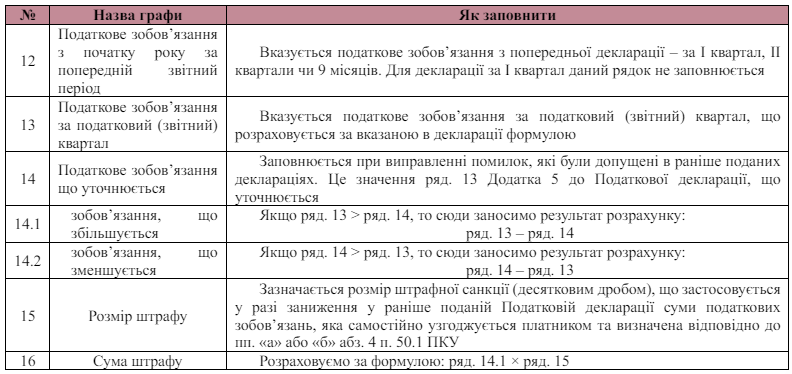 № Назва графи Як заповнити
12
Податкове зобов’язання
з початку року за
попередній звітний
період
Вказується податкове зобов’язання з попередньої декларації – за І квартал, ІІ
квартали чи 9 місяців. Для декларації за І квартал даний рядок не заповнюється
13
Податкове зобов’язання
за податковий (звітний)
квартал
Вказується податкове зобов’язання за податковий (звітний) квартал, що
розраховується за вказаною в декларації формулою
14
Податкове зобов’язання
що уточнюється
Заповнюється при виправленні помилок, які були допущені в раніше поданих
деклараціях. Це значення ряд. 13 Додатка 5 до Податкової декларації, що
уточнюється
14.1
зобов’язання, що
збільшується
Якщо ряд. 13 > ряд. 14, то сюди заносимо результат розрахунку:
ряд. 13 – ряд. 14
14.2
зобов’язання, що
зменшується
Якщо ряд. 14 > ряд. 13, то сюди заносимо результат розрахунку:
ряд. 14 – ряд. 13
15
Розмір штрафу
Зазначається розмір штрафної санкції (десятковим дробом), що застосовується
у разі заниження у раніше поданій Податковій декларації суми податкових
зобов’язань, яка самостійно узгоджується платником та визначена відповідно до
пп. «а» або «б» абз. 4 п. 50.1 ПКУ
16 Сума штрафу Розраховуємо за формулою: ряд. 14.1 × ряд. 15